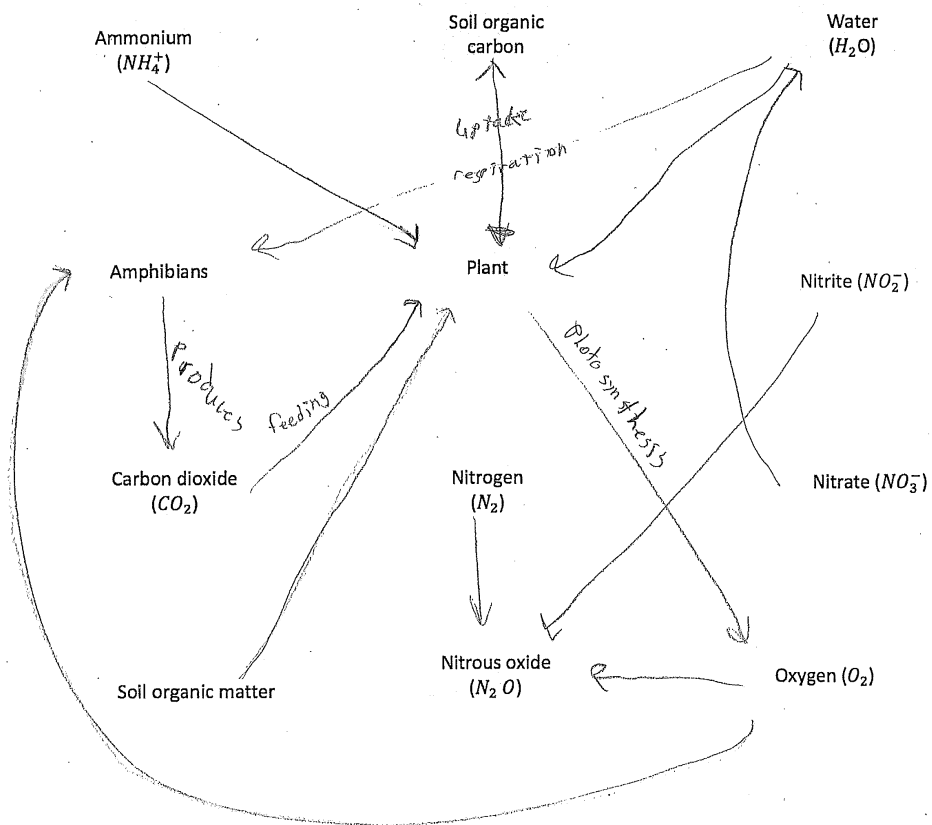 Ammonium
(NH₄⁺)
Soil organic
carbon
Water
(H₂O)
Uptake
respiration
Amphibians
Plant
Nitrite (NO₂⁻)
Produces
feeding
Photosynthesis
Carbon dioxide
(CO₂)
Nitrogen
(N₂)
Nitrate (NO₃⁻)
Soil organic matter
Nitrous oxide
(N₂ O)
Oxygen (O₂)